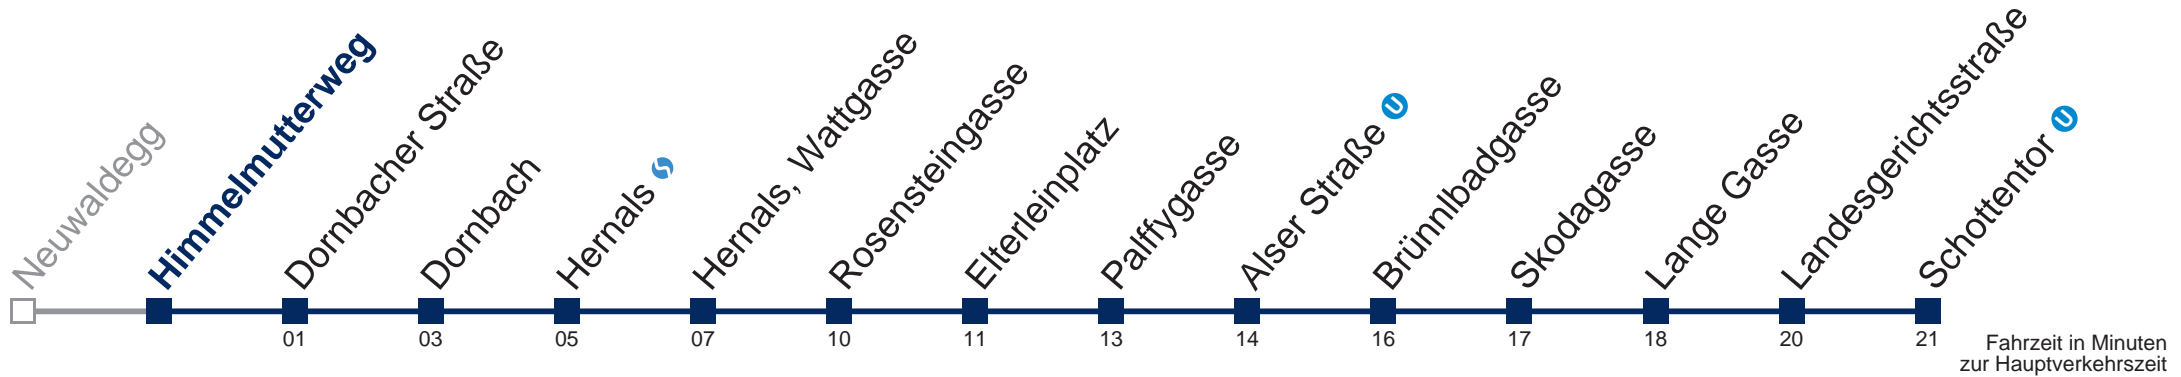 Neuwaldegg
Himmelmutterweg
Dornbacher Straße
Dornbach
Hernals
Hernals, Wattgasse
Rosensteingasse
Elterleinplatz
Palffygasse
Alser Straße U
Brünnlbadgasse
Skodagasse
Lange Gasse
Landesgerichtsstraße
Schottentor U
01 03 05 07 10 11 13 14 16 17 18 20 21
Fahrzeit in Minuten
zur Hauptverkehrszeit